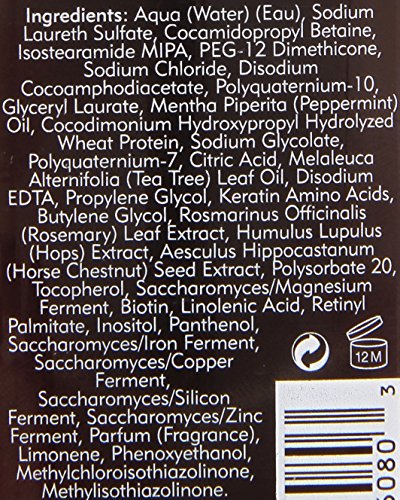 Ingredients: Aqua (Water) (Eau), Sodium
Laureth Sulfate, Cocamidopropyl Betaine,
Isostearamide MIPA, PEG-12 Dimethicone,
Sodium Chloride, Disodium
Cocoamphodiacetate, Polyquaternium-10,
Glyceryl Laurate, Mentha Piperita (Peppermint)
Oil, Cocodimonium Hydroxypropyl Hydrolyzed
Wheat Protein, Sodium Glycolate,
Polyquaternium-7, Citric Acid, Melaleuca
Alternifolia (Tea Tree) Leaf Oil, Disodium
EDTA, Propylene Glycol, Keratin Amino Acids,
Butylene Glycol, Rosmarinus Officinalis
(Rosemary) Leaf Extract, Humulus Lupulus
(Hops) Extract, Aesculus Hippocastanum
(Horse Chestnut) Seed Extract, Polysorbate 20,
Tocopherol, Saccharomyces/Magnesium
Ferment, Biotin, Linolenic Acid, Retinyl
Palmitate, Inositol, Panthenol,
Saccharomyces/Iron Ferment,
Saccharomyces/Copper
Ferment,
Saccharomyces/Silicon
Ferment, Saccharomyces/Zinc
Ferment, Parfum (Fragrance),
Limonene, Phenoxyethanol,
Methylchloroisothiazolinone,
Methylisothiazolinone.
12M
3
6080